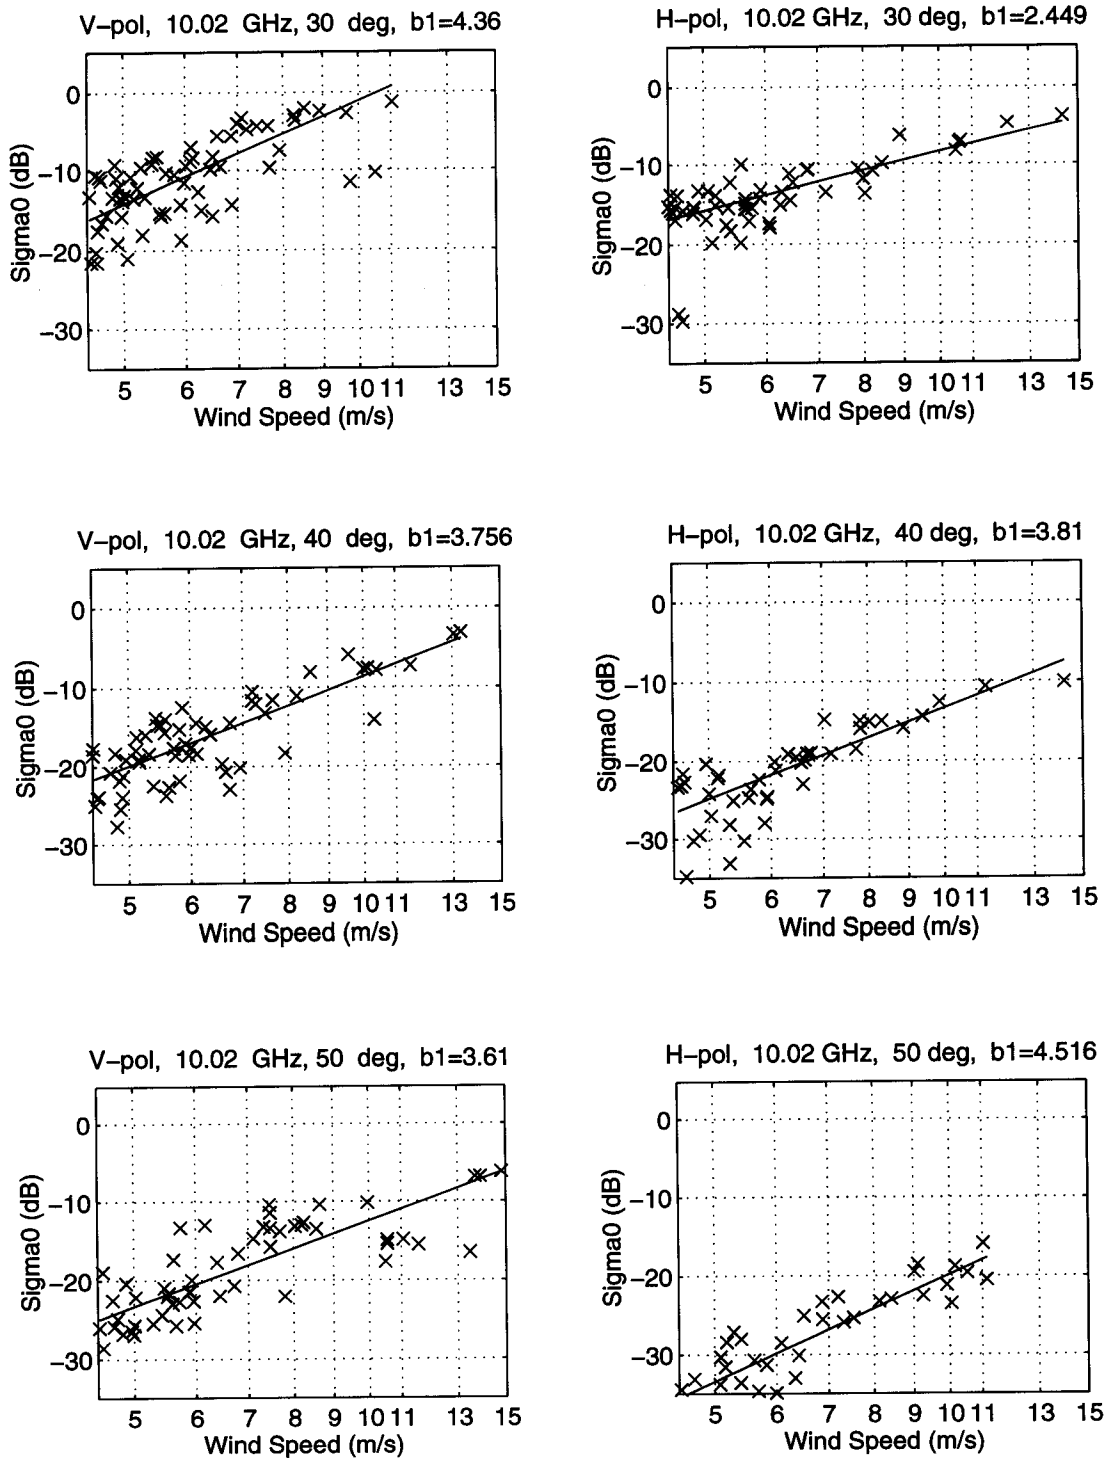 V-pol, 10.02 GHz, 30 deg, b1=4.36
0
-10
-20
-30
Sigma0 (dB)
5 6 7 8 9 10 11 13 15
Wind Speed (m/s)
H-pol, 10.02 GHz, 30 deg, b1=2.449
0
-10
-20
-30
Sigma0 (dB)
5 6 7 8 9 10 11 13 15
Wind Speed (m/s)
V-pol, 10.02 GHz, 40 deg, b1=3.756
0
-10
-20
-30
Sigma0 (dB)
5 6 7 8 9 10 11 13 15
Wind Speed (m/s)
H-pol, 10.02 GHz, 40 deg, b1=3.81
0
-10
-20
-30
Sigma0 (dB)
5 6 7 8 9 10 11 13 15
Wind Speed (m/s)
V-pol, 10.02 GHz, 50 deg, b1=3.61
0
-10
-20
-30
Sigma0 (dB)
5 6 7 8 9 10 11 13 15
Wind Speed (m/s)
H-pol, 10.02 GHz, 50 deg, b1=4.516
0
-10
-20
-30
Sigma0 (dB)
5 6 7 8 9 10 11 13 15
Wind Speed (m/s)